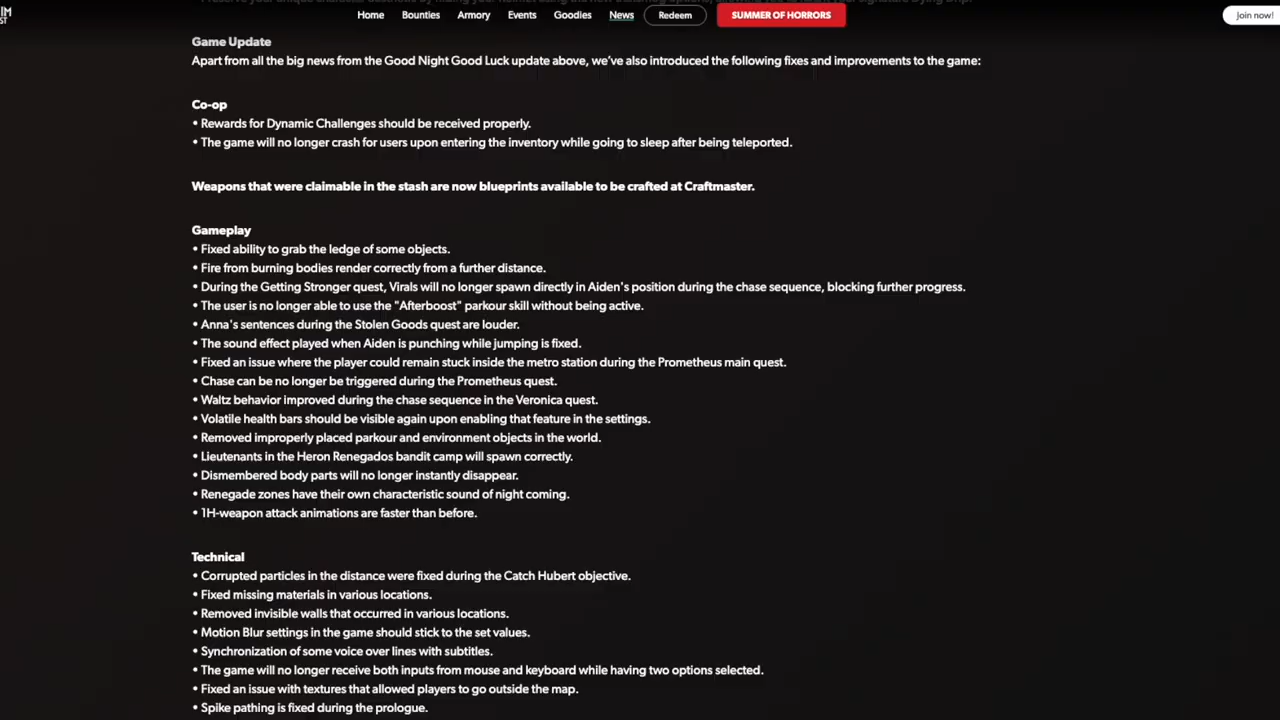 IM
ST
Home Bounties Armory Events Goodies News Redeem SUMMER OF HORRORS Join now!
Game Update
Apart from all the big news from the Good Night Good Luck update above, we've also introduced the following fixes and improvements to the game:
Co-op
• Rewards for Dynamic Challenges should be received properly.
• The game will no longer crash for users upon entering the inventory while going to sleep after being teleported.
Weapons that were claimable in the stash are now blueprints available to be crafted at Craftmaster.
Gameplay
• Fixed ability to grab the ledge of some objects.
• Fire from burning bodies render correctly from a further distance.
• During the Getting Stronger quest, Virals will no longer spawn directly in Aiden's position during the chase sequence, blocking further progress.
• The user is no longer able to use the "Afterboost" parkour skill without being active.
• Anna's sentences during the Stolen Goods quest are louder.
• The sound effect played when Aiden is punching while jumping is fixed.
• Fixed an issue where the player could remain stuck inside the metro station during the Prometheus main quest.
• Chase can be no longer be triggered during the Prometheus quest.
• Waltz behavior improved during the chase sequence in the Veronica quest.
• Volatile health bars should be visible again upon enabling that feature in the settings.
• Removed improperly placed parkour and environment objects in the world.
• Lieutenants in the Heron Renegados bandit camp will spawn correctly.
• Dismembered body parts will no longer instantly disappear.
• Renegade zones have their own characteristic sound of night coming.
• 1H-weapon attack animations are faster than before.
Technical
• Corrupted particles in the distance were fixed during the Catch Hubert objective.
• Fixed missing materials in various locations.
• Removed invisible walls that occurred in various locations.
• Motion Blur settings in the game should stick to the set values.
• Synchronization of some voice over lines with subtitles.
• The game will no longer receive both inputs from mouse and keyboard while having two options selected.
• Fixed an issue with textures that allowed players to go outside the map.
• Spike pathing is fixed during the prologue.